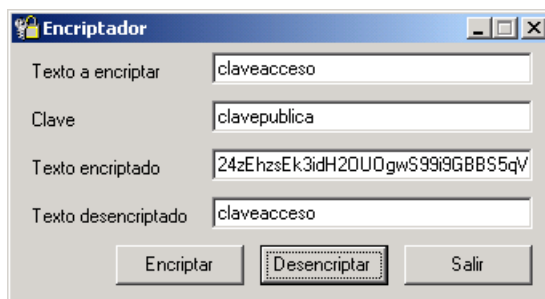 Encriptador
Texto a encriptar claveacceso
Clave clavepublica
Texto encriptado 24zEhzsEk3idH2OUOgwS99i9GBBS5qV
Texto desencriptado claveacceso
Encriptar Desencriptar Salir